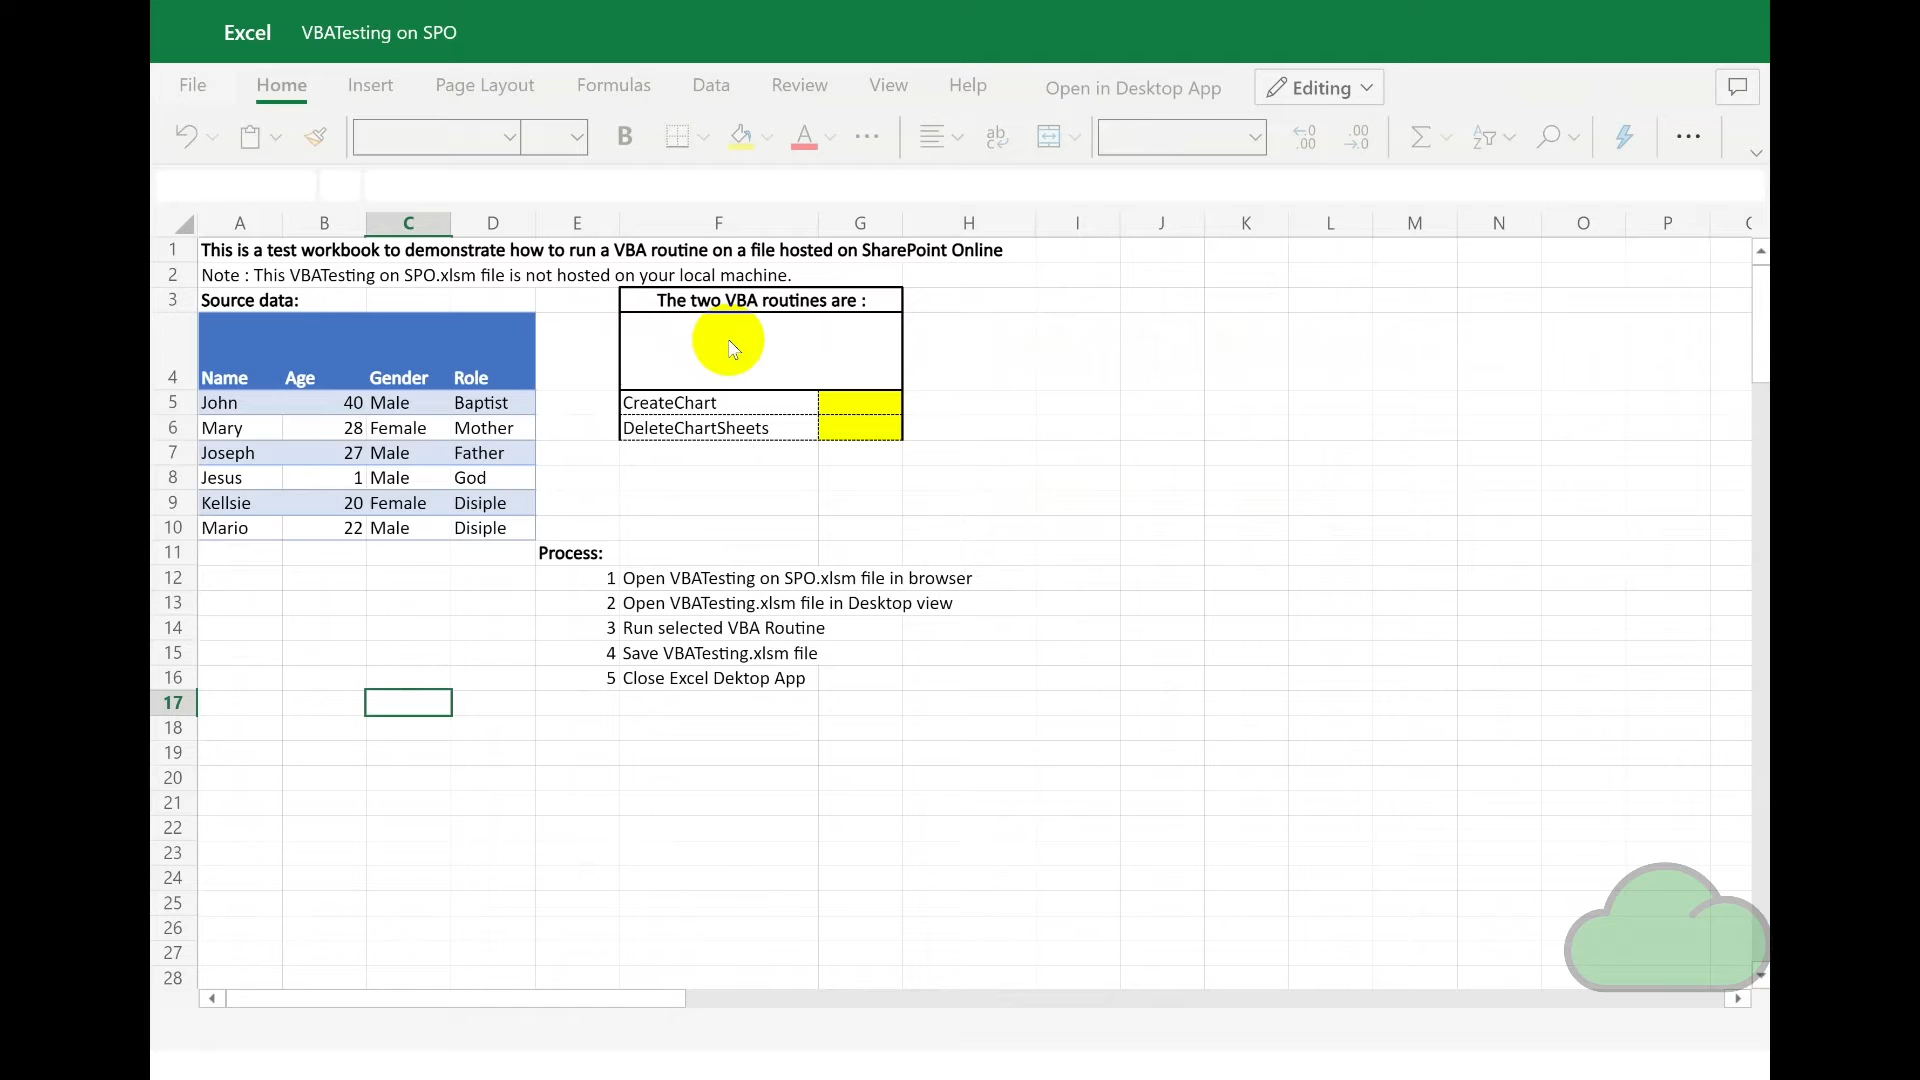 Excel VBATesting on SPO
File Home Insert Page Layout Formulas Data Review View Help Open in Desktop App Editing
B A ab .00 .00
A B C D E F G H I J K L M N O P
1 This is a test workbook to demonstrate how to run a VBA routine on a file hosted on SharePoint Online
2 Note : This VBATesting on SPO.xlsm file is not hosted on your local machine.
3 Source data: The two VBA routines are :
4 Name Age Gender Role
5 John 40 Male Baptist CreateChart
6 Mary 28 Female Mother DeleteChartSheets
7 Joseph 27 Male Father
8 Jesus 1 Male God
9 Kellsie 20 Female Disiple
10 Mario 22 Male Disiple
11 Process:
12 1 Open VBATesting on SPO.xlsm file in browser
13 2 Open VBATesting.xlsm file in Desktop view
14 3 Run selected VBA Routine
15 4 Save VBATesting.xlsm file
16 5 Close Excel Dektop App
17
18
19
20
21
22
23
24
25
26
27
28